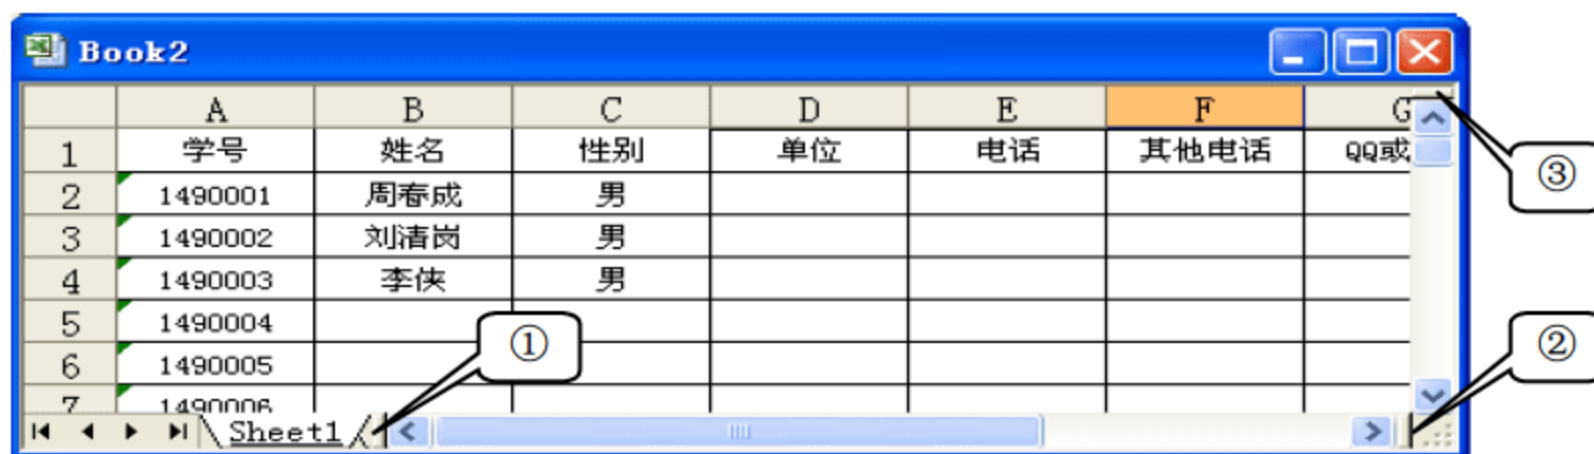 Book2
A B C D E F G
1 学号 姓名 性别 单位 电话 其他电话 QQ或
2 1490001 周春成 男
③
3 1490002 刘清岗 男
4 1490003 李侠 男
5 1490004
①
②
6 1490005
7 1490006
Sheet1